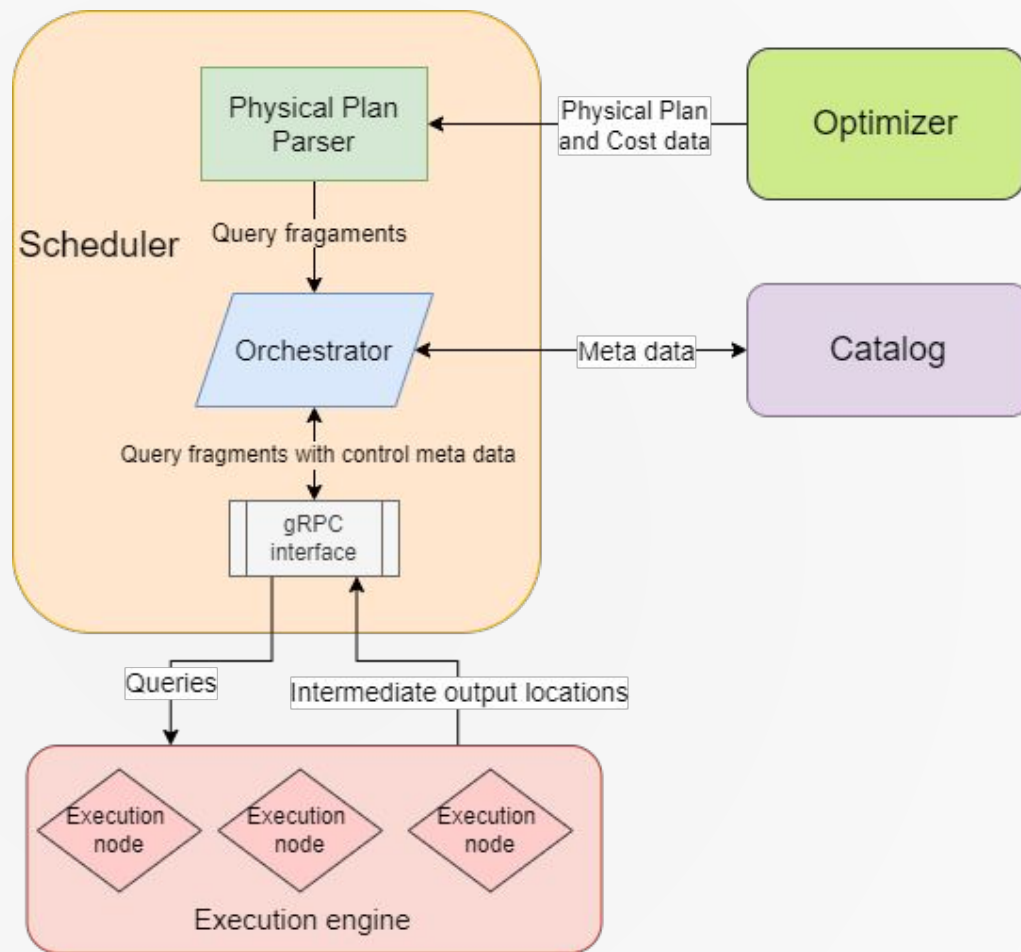 Physical Plan
Parser
Physical Plan
and Cost data
Optimizer
Scheduler
Query fragaments
Orchestrator
Meta data
Catalog
Query fragments with control meta data
gRPC
interface
Queries
Intermediate output locations
Execution
node
Execution
node
Execution
node
Execution engine